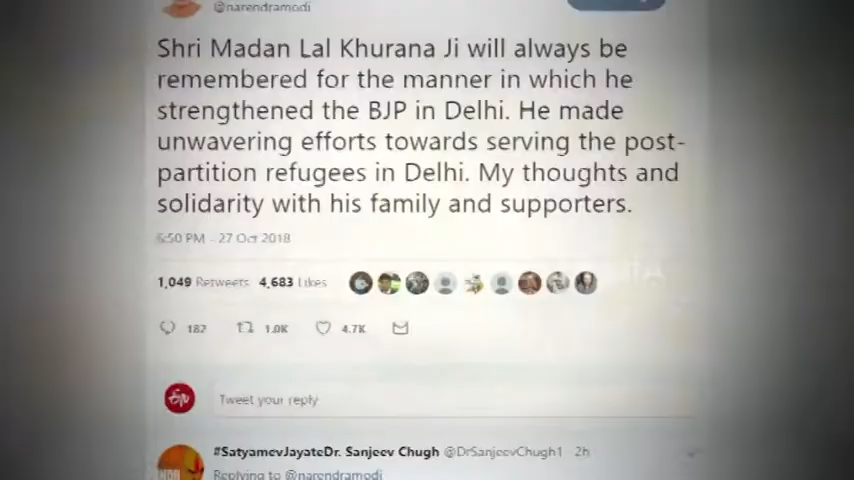 @narendramodi
Shri Madan Lal Khurana Ji will always be
remembered for the manner in which he
strengthened the BJP in Delhi. He made
unwavering efforts towards serving the post-
partition refugees in Delhi. My thoughts and
solidarity with his family and supporters.
6:50 PM - 27 Oct 2018
1,049 Retweets 4,683 Likes
182 1.0K 4.7K
Tweet your reply
#SatyamevJayateDr. Sanjeev Chugh @DrSanjeevChugh1 2h
Replying to @narendramodi